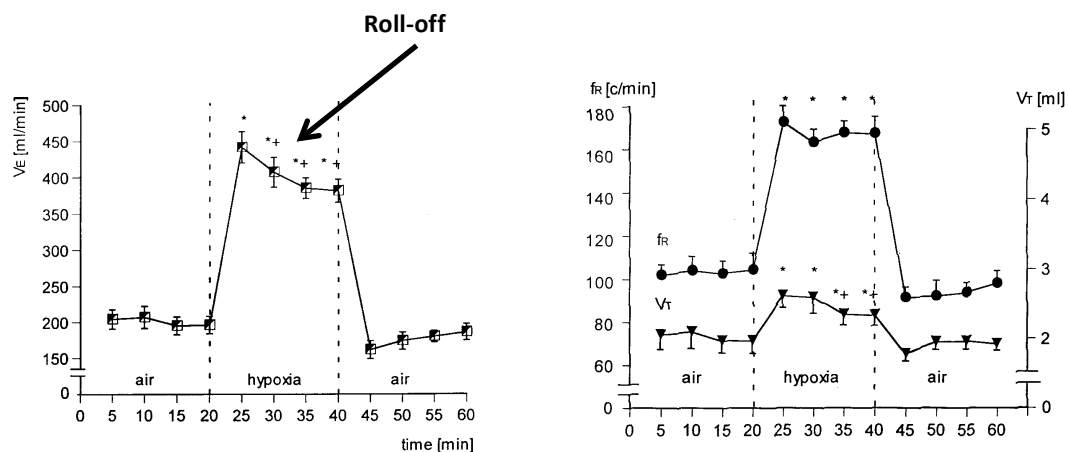 Roll-off
VE [ml/min]
500
450
400
350
300
250
200
150
0
*
*+
*+
*+
air
hypoxia
air
5 10 15 20 25 30 35 40 45 50 55 60
time [min]
fR [c/min]
180
160
140
120
100
80
60
0
VT [ml]
5
4
3
2
1
0
* * * *
fR
* * *+ *+
VT
air
hypoxia
air
0 5 10 15 20 25 30 35 40 45 50 55 60